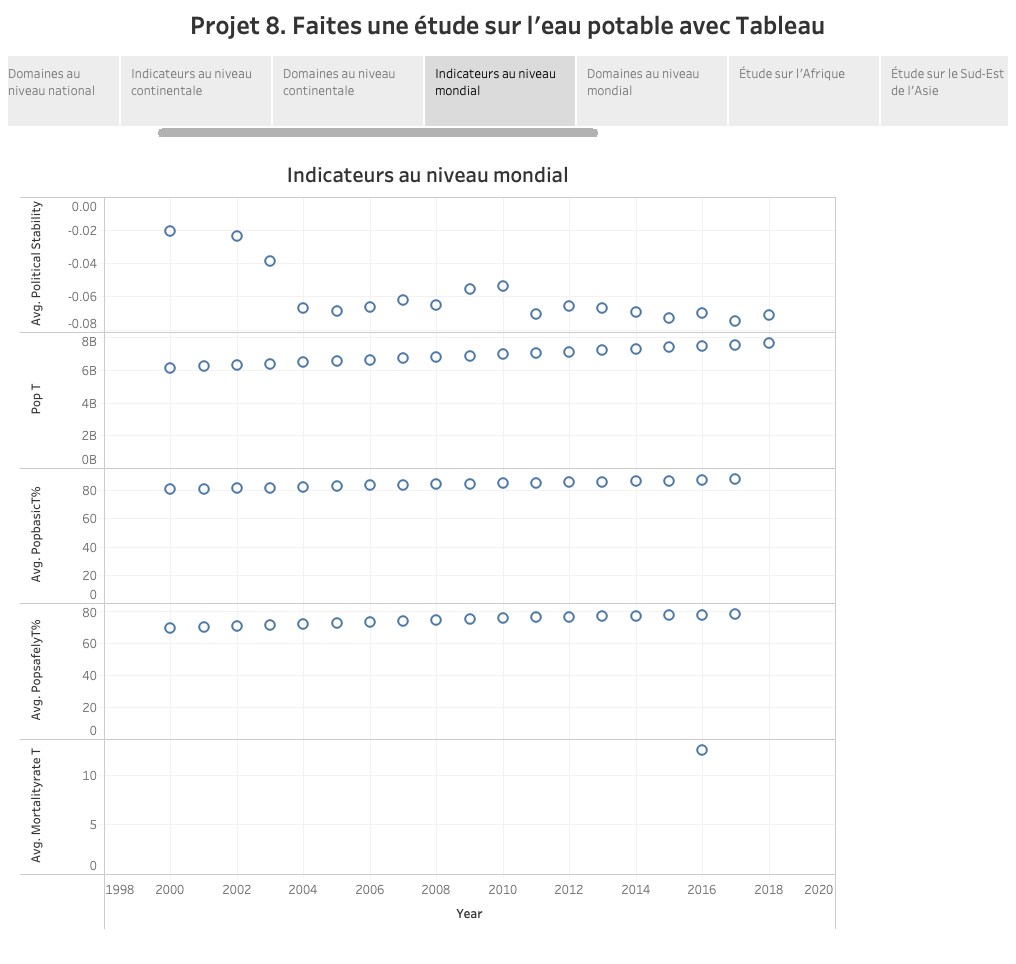 Projet 8. Faites une étude sur l'eau potable avec Tableau
Domaines au
niveau national
Indicateurs au niveau
continentale
Domaines au niveau
continentale
Indicateurs au niveau
mondial
Domaines au niveau
mondial
Étude sur l'Afrique
Étude sur le Sud-Est
de l'Asie
Indicateurs au niveau mondial
Avg. Political Stability
0.00
-0.02
-0.04
-0.06
-0.08
Pop T
8B
6B
4B
2B
0B
Avg. PopbasicT%
80
60
40
20
0
Avg. PopsafelyT%
80
60
40
20
0
Avg. Mortalityrate T
10
5
0
1998 2000 2002 2004 2006 2008 2010 2012 2014 2016 2018 2020
Year